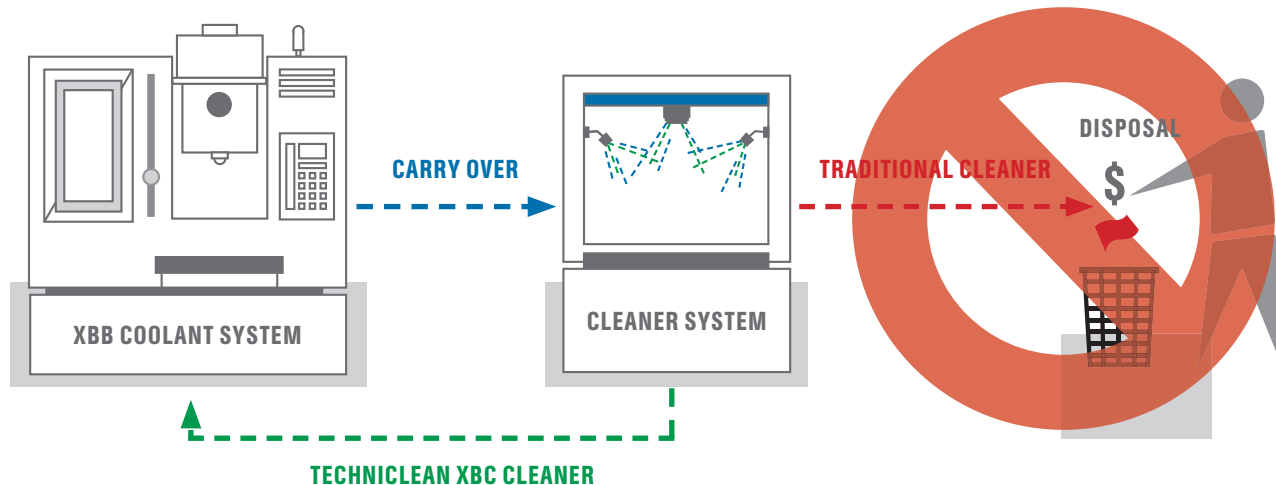 DISPOSAL
CARRY OVER
TRADITIONAL CLEANER
$
XBB COOLANT SYSTEM
CLEANER SYSTEM
TECHNICLEAN XBC CLEANER